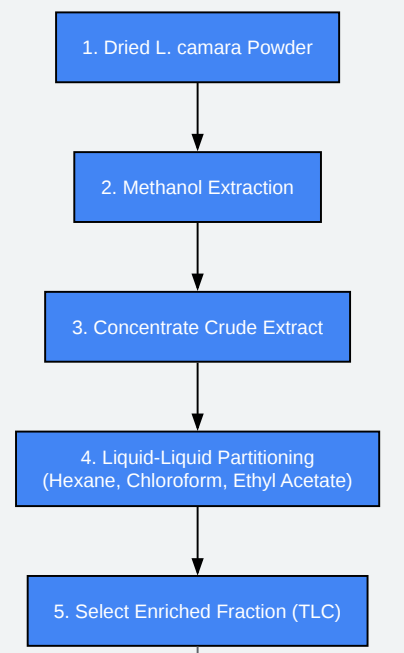 1. Dried L. camara Powder
2. Methanol Extraction
3. Concentrate Crude Extract
4. Liquid-Liquid Partitioning
(Hexane, Chloroform, Ethyl Acetate)
5. Select Enriched Fraction (TLC)